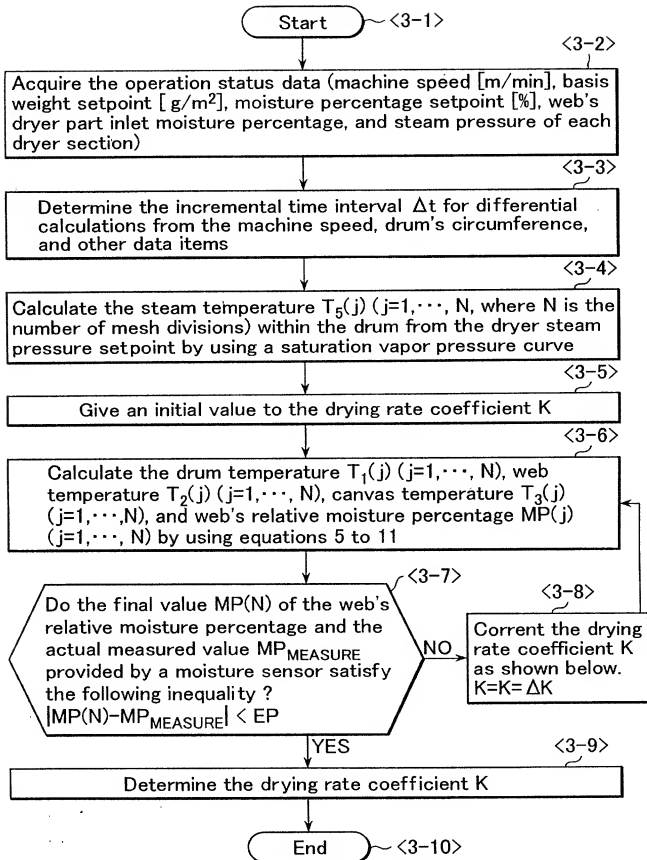 Start <3-1>
<3-2>
Acquire the operation status data (machine speed [m/min], basis
weight setpoint [g/m²], moisture percentage setpoint [%], web's
dryer part inlet moisture percentage, and steam pressure of each
dryer section)
<3-3>
Determine the incremental time interval Δt for differential
calculations from the machine speed, drum's circumference,
and other data items
<3-4>
Calculate the steam temperature T₅(j) (j=1,···, N, where N is the
number of mesh divisions) within the drum from the dryer steam
pressure setpoint by using a saturation vapor pressure curve
<3-5>
Give an initial value to the drying rate coefficient K
<3-6>
Calculate the drum temperature T₁(j) (j=1,···, N), web
temperature T₂(j) (j=1,···, N), canvas temperature T₃(j)
(j=1,···,N), and web's relative moisture percentage MP(j)
(j=1,···, N) by using equations 5 to 11
<3-7>
Do the final value MP(N) of the web's
relative moisture percentage and the
actual measured value MP_MEASURE
provided by a moisture sensor satisfy
the following inequality ?
|MP(N)-MP_MEASURE| < EP
NO
<3-8>
Corrent the drying
rate coefficient K
as shown below.
K=K= ΔK
YES
<3-9>
Determine the drying rate coefficient K
End <3-10>